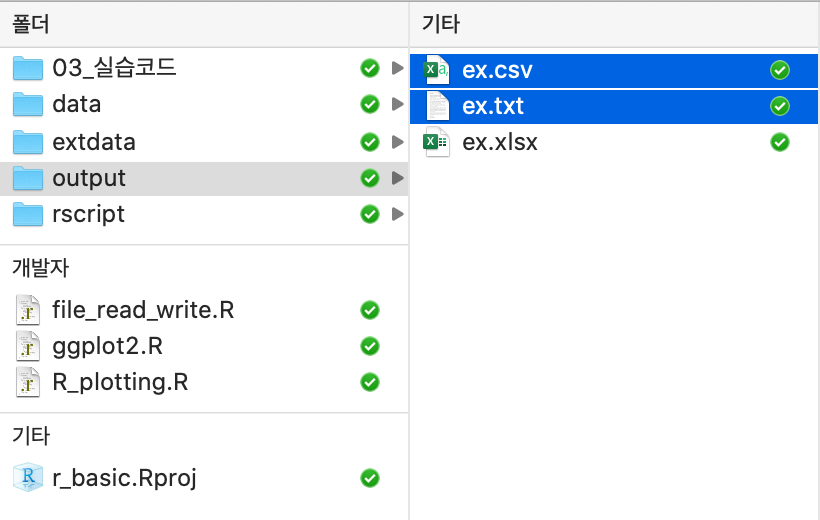 폴더
03_실습코드
data
extdata
output
rscript
개발자
file_read_write.R
ggplot2.R
R_plotting.R
기타
r_basic.Rproj
기타
ex.csv
ex.txt
ex.xlsx